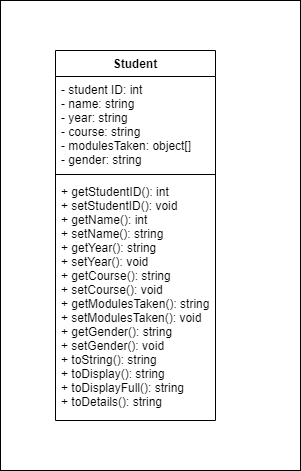 Student
- student ID: int
- name: string
- year: string
- course: string
- modulesTaken: object[]
- gender: string
+ getStudentID(): int
+ setStudentID(): void
+ getName(): int
+ setName(): string
+ getYear(): string
+ setYear(): void
+ getCourse(): string
+ setCourse(): void
+ getModulesTaken(): string
+ setModulesTaken(): void
+ getGender(): string
+ setGender(): void
+ toString(): string
+ toDisplay(): string
+ toDisplayFull(): string
+ toDetails(): string